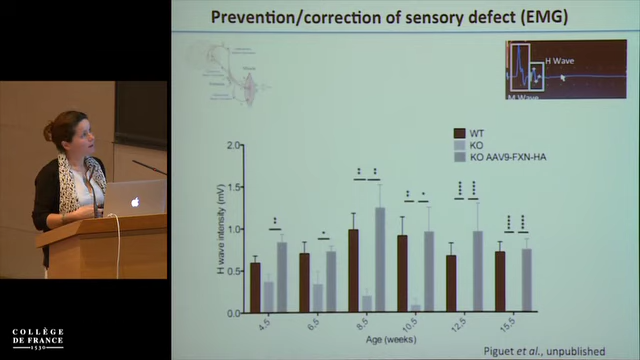 Prevention/correction of sensory defect (EMG)
H Wave
M Wave
WT
KO
KO AAV9-FXN-HA
H wave intensity (mV)
2.0
1.5
1.0
0.5
0.0
** ** ** ** ** * **** **** **** ****
* 
4.5 6.5 8.5 10.5 12.5 15.5
Age (weeks)
Piguet et al., unpublished
COLLÈGE
DE FRANCE
1530